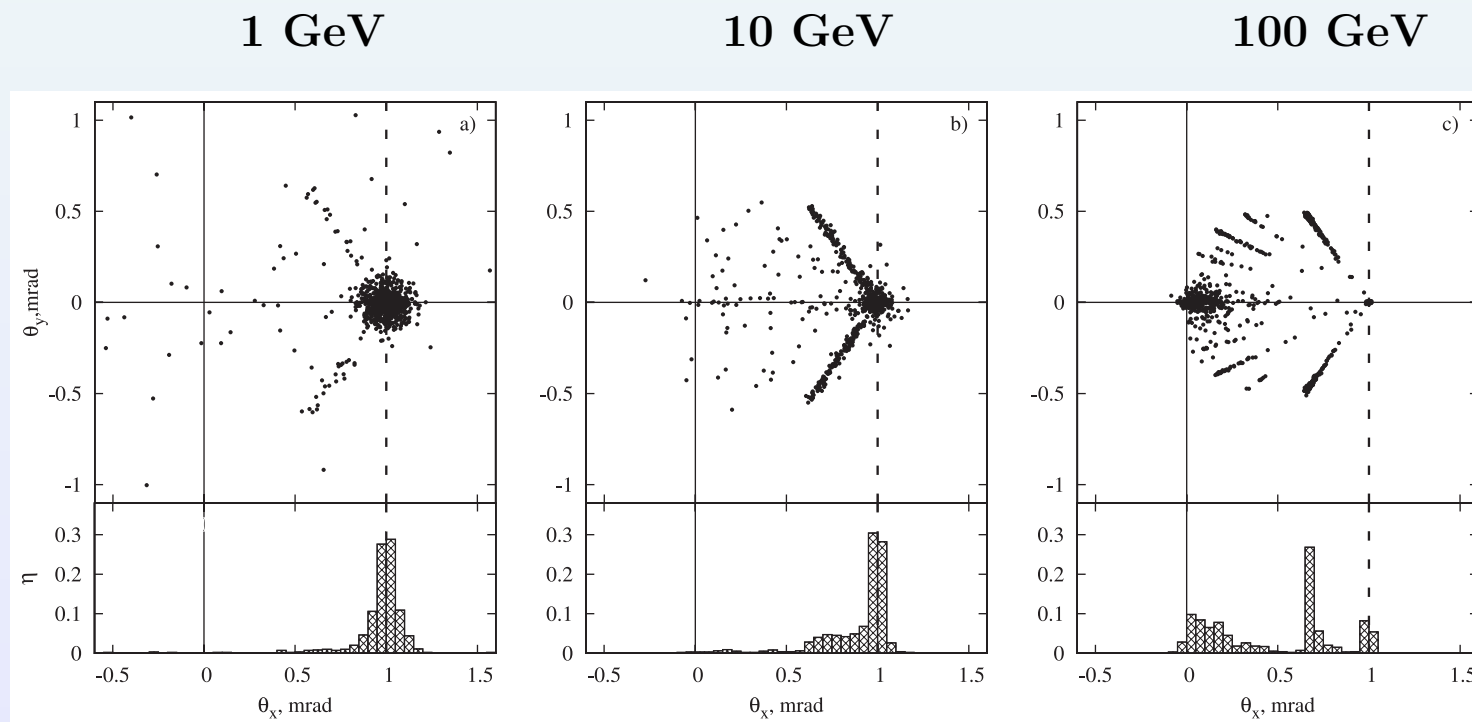 1 GeV 10 GeV 100 GeV
a) b) c)
1 1 1
0.5 0.5 0.5
0 0 0
-0.5 -0.5 -0.5
-1 -1 -1
θy,mrad
0.3 0.3 0.3
0.2 0.2 0.2
0.1 0.1 0.1
0 0 0
η
-0.5 0 0.5 1 1.5 -0.5 0 0.5 1 1.5 -0.5 0 0.5 1 1.5
θx, mrad θx, mrad θx, mrad